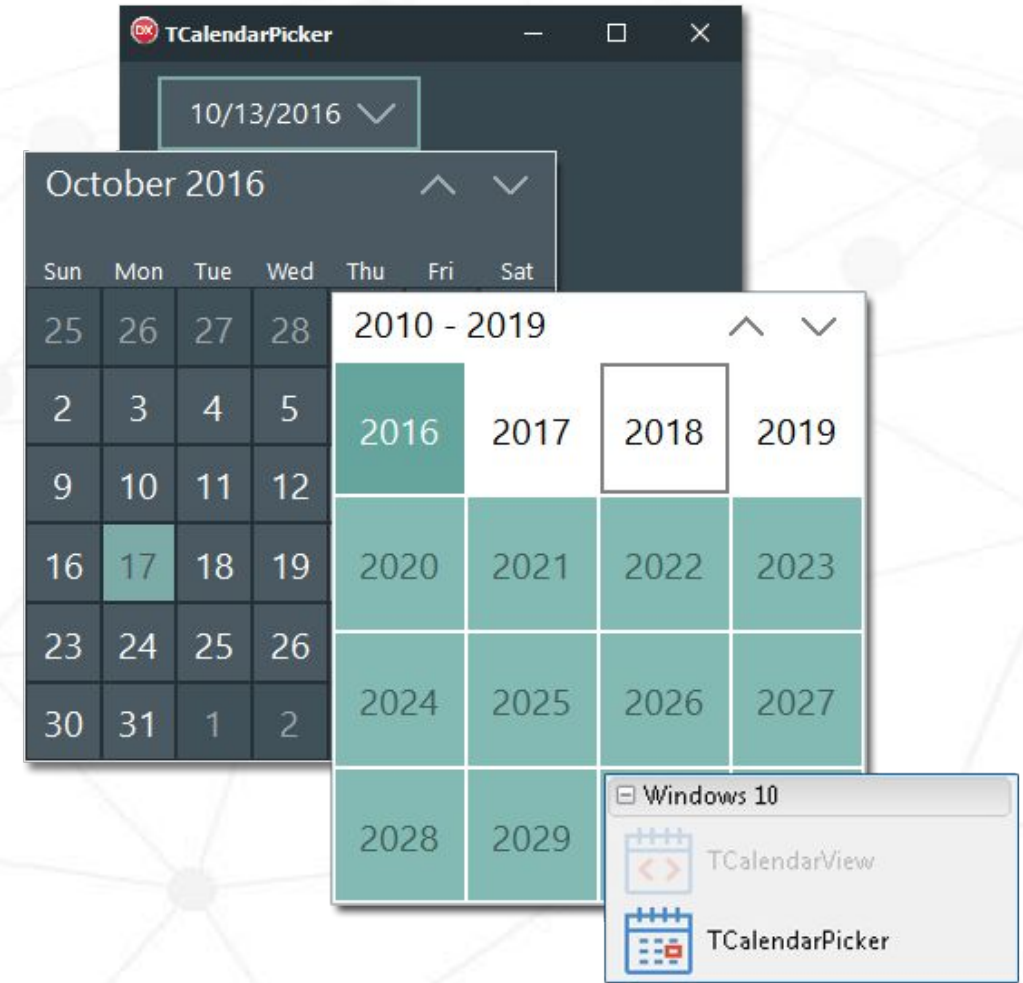 DX TCalendarPicker
10/13/2016
October 2016
Sun Mon Tue Wed Thu Fri Sat
25 26 27 28
2 3 4 5
9 10 11 12
16 17 18 19
23 24 25 26
30 31 1 2
2010 - 2019
2016 2017 2018 2019
2020 2021 2022 2023
2024 2025 2026 2027
2028 2029
Windows 10
TCalendarView
TCalendarPicker